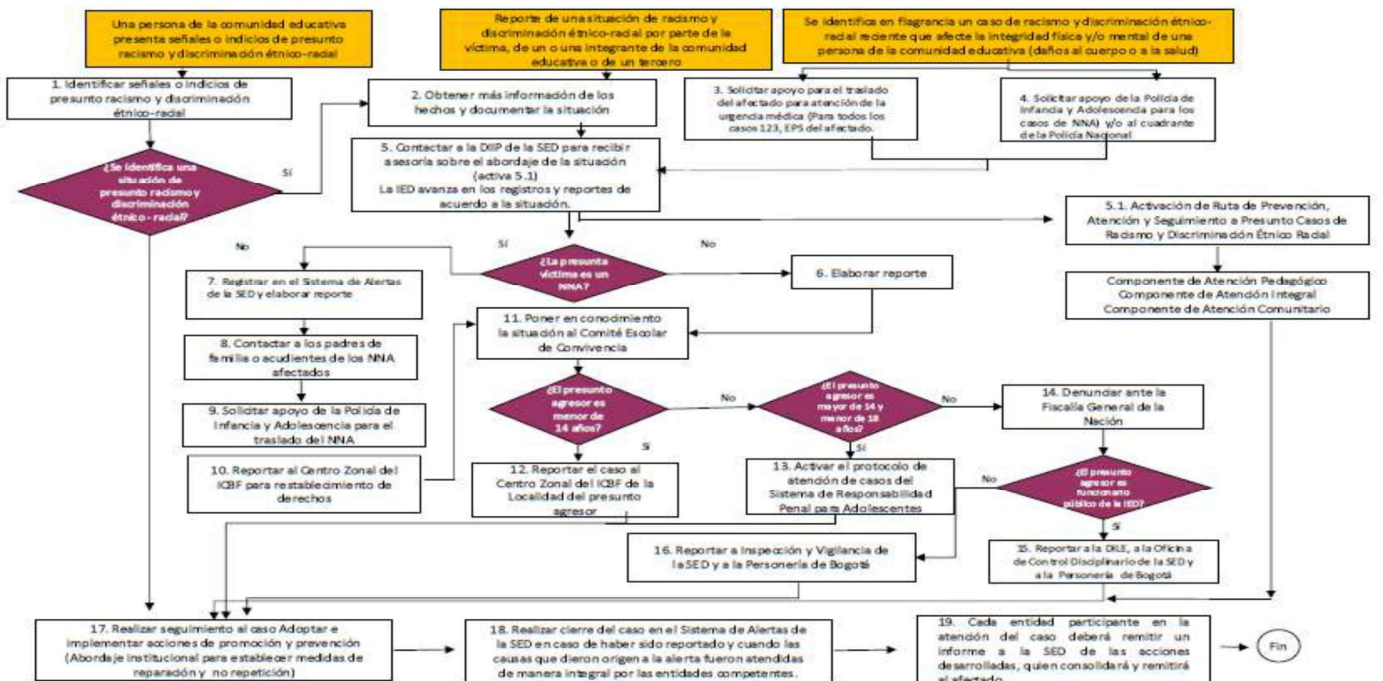 Una persona de la comunidad educativa
presenta señales o indicios de presunto
racismo y discriminación étnico-racial
Reporte de una situación de racismo y
discriminación étnico-racial por parte de la
víctima, de un o una integrante de la comunidad
educativa o de un tercero
Se identifica en flagrancia un caso de racismo y discriminación étnico-
racial reciente que afecte la integridad física y/o mental de una
persona de la comunidad educativa (daños al cuerpo o a la salud)
1. Identificar señales o indicios de
presunto racismo y discriminación
étnico-racial
2. Obtener más información de los
hechos y documentar la situación
3. Solicitar apoyo para el traslado
del afectado para atención de la
urgencia médica (Para todos los
casos 123, EPS del afectado.
4. Solicitar apoyo de la Policía de
Infancia y Adolescencia para los
casos de NNA) y/o al cuadrante
de la Policía Nacional
¿Se identifica una
situación de
presunto racismo y
discriminación
étnico - racial?
Sí
5. Contactar a la DIIP de la SED para recibir
asesoría sobre el abordaje de la situación
(activa 5.1)
La IED avanza en los registros y reportes de
acuerdo a la situación.
5.1. Activación de Ruta de Prevención,
Atención y Seguimiento a Presunto Casos de
Racismo y Discriminación Étnico Racial
No
Sí
¿La presunta
víctima es un
NNA?
No
6. Elaborar reporte
7. Registrar en el Sistema de Alertas
de la SED y elaborar reporte
Componente de Atención Pedagógico
Componente de Atención Integral
Componente de Atención Comunitario
11. Poner en conocimiento
la situación al Comité Escolar
de Convivencia
8. Contactar a los padres de
familia o acudientes de los NNA
afectados
¿El presunto
agresor es
menor de
14 años?
No
¿El presunto
agresor es
mayor de 14 y
menor de 18
años?
No
14. Denunciar ante la
Fiscalía General de la
Nación
9. Solicitar apoyo de la Policía de
Infancia y Adolescencia para el
traslado del NNA
Sí
Sí
10. Reportar al Centro Zonal del
ICBF para restablecimiento de
derechos
12. Reportar el caso al
Centro Zonal del ICBF de la
Localidad del presunto
agresor
13. Activar el protocolo de
atención de casos del
Sistema de Responsabilidad
Penal para Adolescentes
No
¿El presunto
agresor es
funcionario
público de la IED?
Sí
16. Reportar a Inspección y Vigilancia de
la SED y a la Personería de Bogotá
15. Reportar a la DILE, a la Oficina
de Control Disciplinario de la SED y
a la Personería de Bogotá
17. Realizar seguimiento al caso Adoptar e
implementar acciones de promoción y prevención
(Abordaje institucional para establecer medidas de
reparación y no repetición)
18. Realizar cierre del caso en el Sistema de Alertas de
la SED en caso de haber sido reportado y cuando las
causas que dieron origen a la alerta fueron atendidas
de manera integral por las entidades competentes.
19. Cada entidad participante en la
atención del caso deberá remitir un
informe a la SED de las acciones
desarrolladas, quien consolidará y remitirá
al afectado
Fin